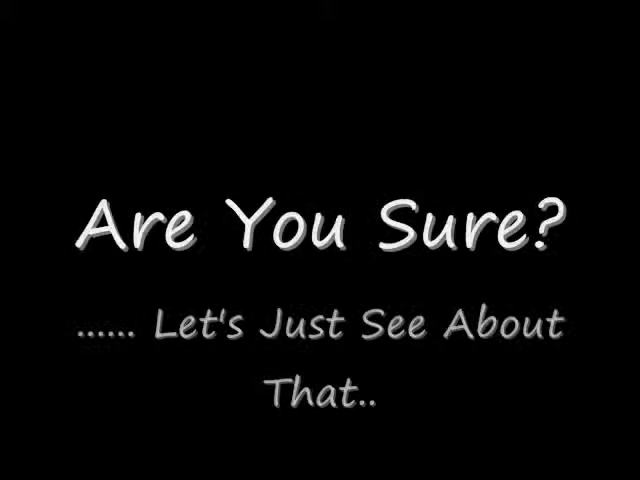 Are You Sure?
...... Let's Just See About
That..